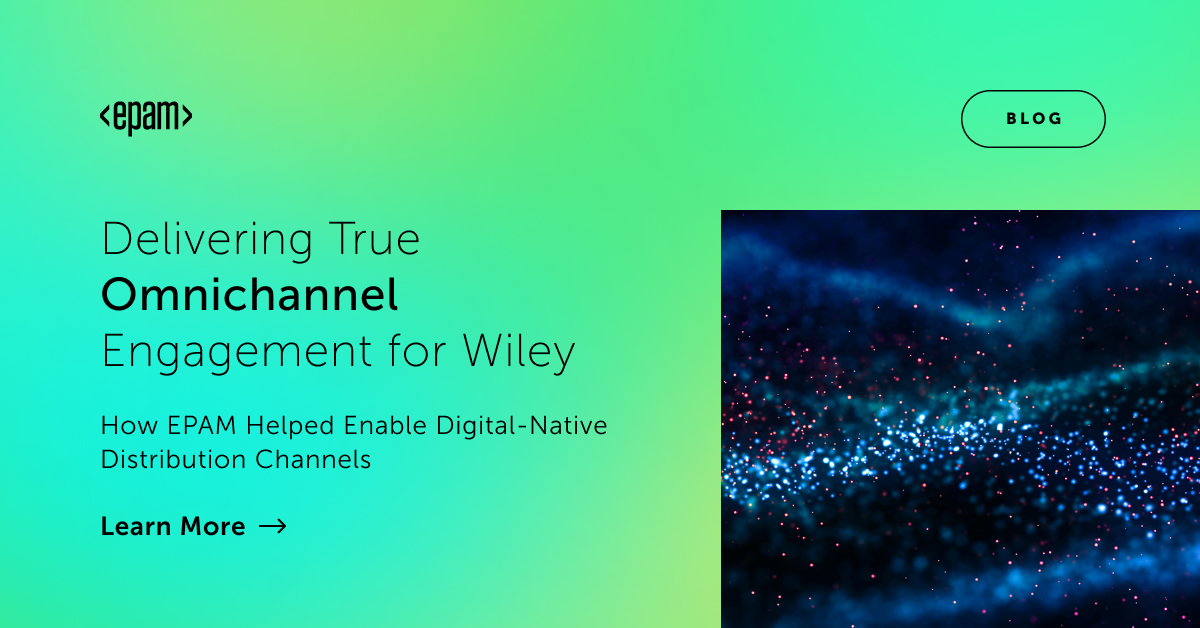 <epam>
BLOG
Delivering True
Omnichannel
Engagement for Wiley
How EPAM Helped Enable Digital-Native
Distribution Channels
Learn More →